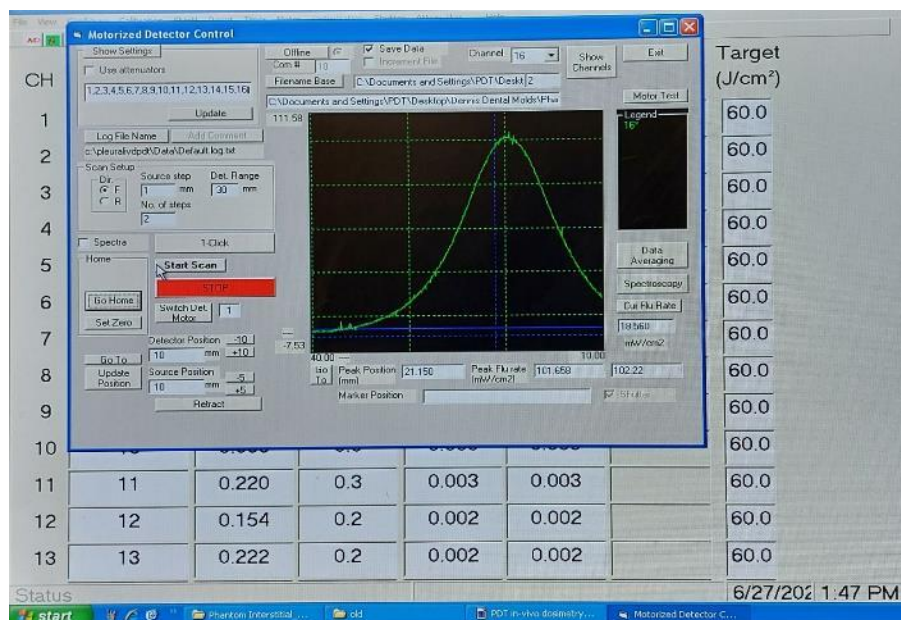 Motorized Detector Control
Show Settings
Use attenuators
1,2,3,4,5,6,7,8,9,10,11,12,13,14,15,16
Update
Log File Name
Add Comment
c:\pleuralivdpdt\Data\Default.log.txt
Scan Setup
Dir.
F
R
Source step
1 mm
Det. Range
30 mm
No. of steps
2
Spectra
1-Click
Home
Start Scan
STOP
Go Home
Set Zero
Switch Det. Motor
1
Detector Position
-10
10 mm
+10
Go To
Update Position
Source Position
-5
10 mm
+5
Retract
Offline
Com #
10
Save Data
Increment File
Channel
16
Show Channels
Exit
Filename Base
C:\Documents and Settings\PDT\Deskt
2
C:\Documents and Settings\PDT\Desktop\Dennis Dental Molds\Phan
Motor Test
111.58
-7.53
40.00
10.00
Legend
16
Data Averaging
Spectroscopy
Cur Flu Rate
18.560
mW/cm2
Go To
Peak Position (mm)
21.150
Peak Flurate (mW/cm2)
101.658
102.22
Marker Position
Shutter
CH
Target
(J/cm²)
1 60.0
2 60.0
3 60.0
4 60.0
5 60.0
6 60.0
7 60.0
8 60.0
9 60.0
10 60.0
11 11 0.220 0.3 0.003 0.003 60.0
12 12 0.154 0.2 0.002 0.002 60.0
13 13 0.222 0.2 0.002 0.002 60.0
Status
6/27/202 1:47 PM
start
Phantom Interstitial ...
old
PDT in-vivo dosimetry...
Motorized Detector C...